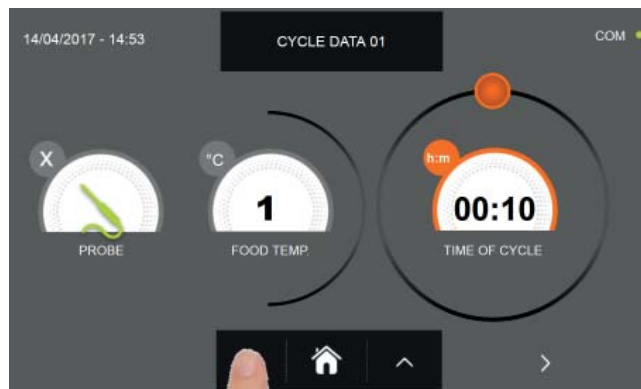 14/04/2017 - 14:53
CYCLE DATA 01
COM
X
PROBE
°C
1
FOOD TEMP.
h:m
00:10
TIME OF CYCLE